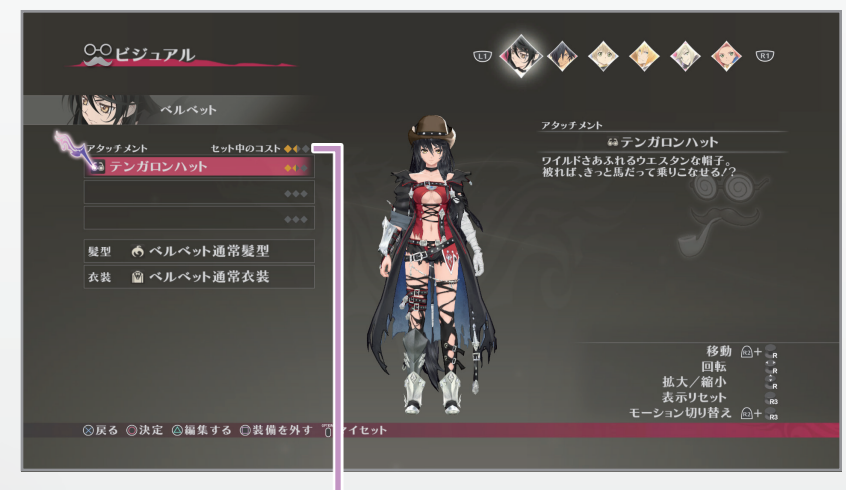 ビジュアル
L1
R1
ベルベット
アタッチメント セット中のコスト
テンガロンハット
髪型 ベルベット通常髪型
衣装 ベルベット通常衣装
アタッチメント
テンガロンハット
ワイルドさあふれるウエスタンな帽子。
被れば、きっと馬だって乗りこなせる!?
移動 R2+R
回転 R
拡大/縮小 R
表示リセット R3
モーション切り替え R2+R3
戻る 決定 編集する 装備を外す マイセット